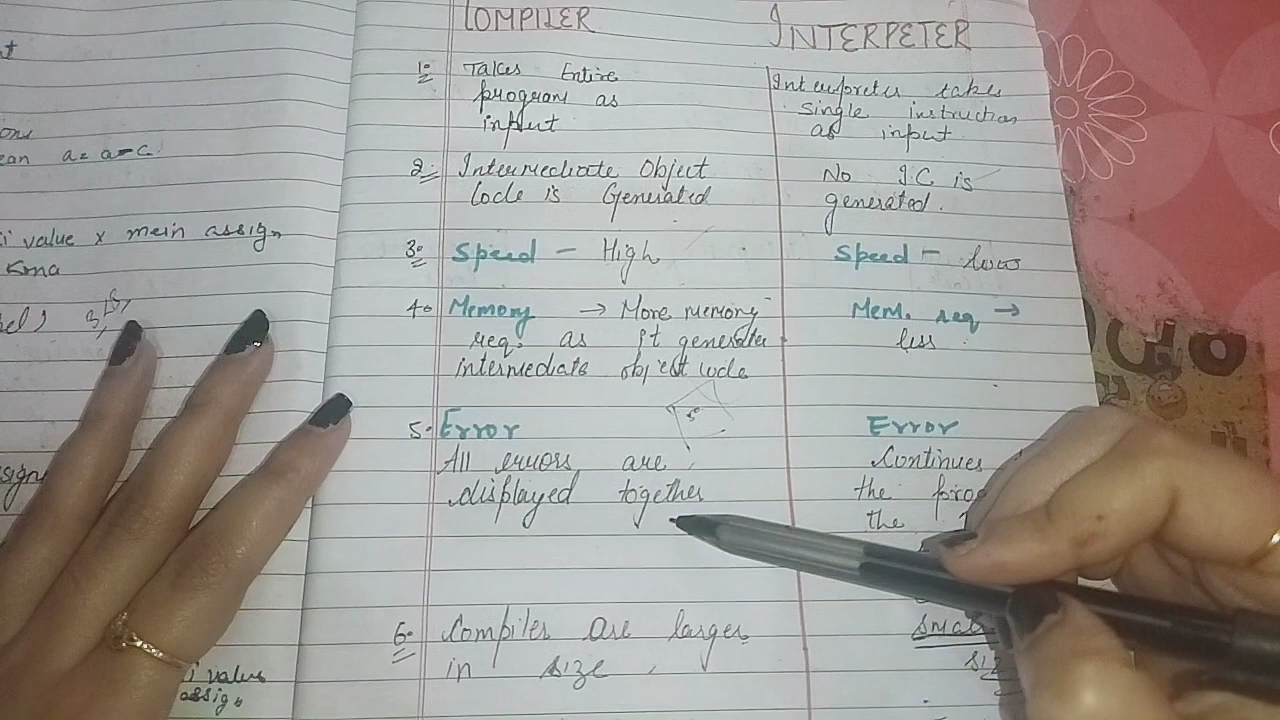 COMPILER
INTERPETER
1. Takes Entire
program as
input
Interpreter takes
single instruction
as input
2. Intermediate Object
Code is Generated
No I.C is
generated.
3. Speed - High
Speed - low
4. Memory → More memory
req. as it generates
intermediate object code
Mem. req →
less
5. Error
All errors are
displayed together
Error
Continues
the
the
6. Compiler are larger
in size
small
ean a = a-c
i value x mein assign
i value
assign